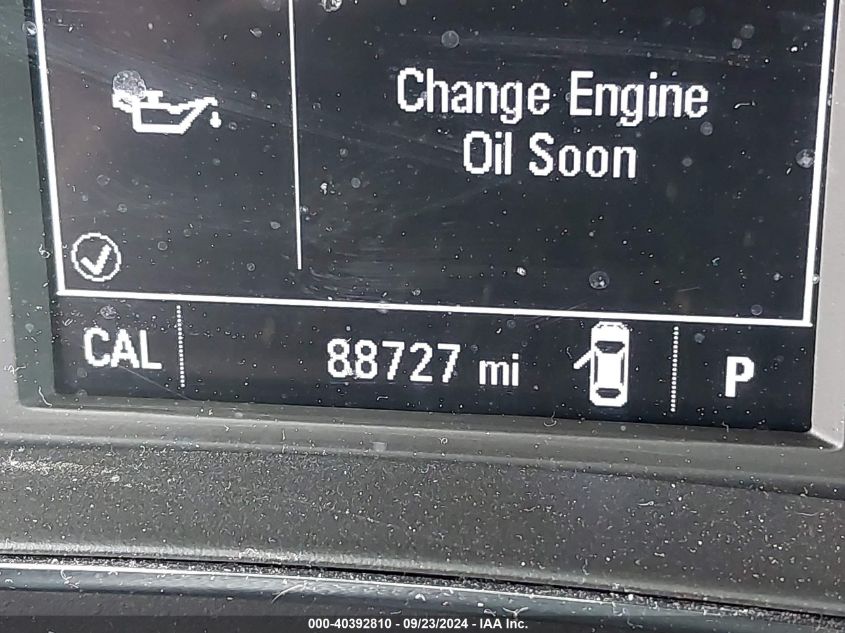 Change Engine
Oil Soon
CAL 88727 mi P
000-40392810 - 09/23/2024 - IAA Inc.